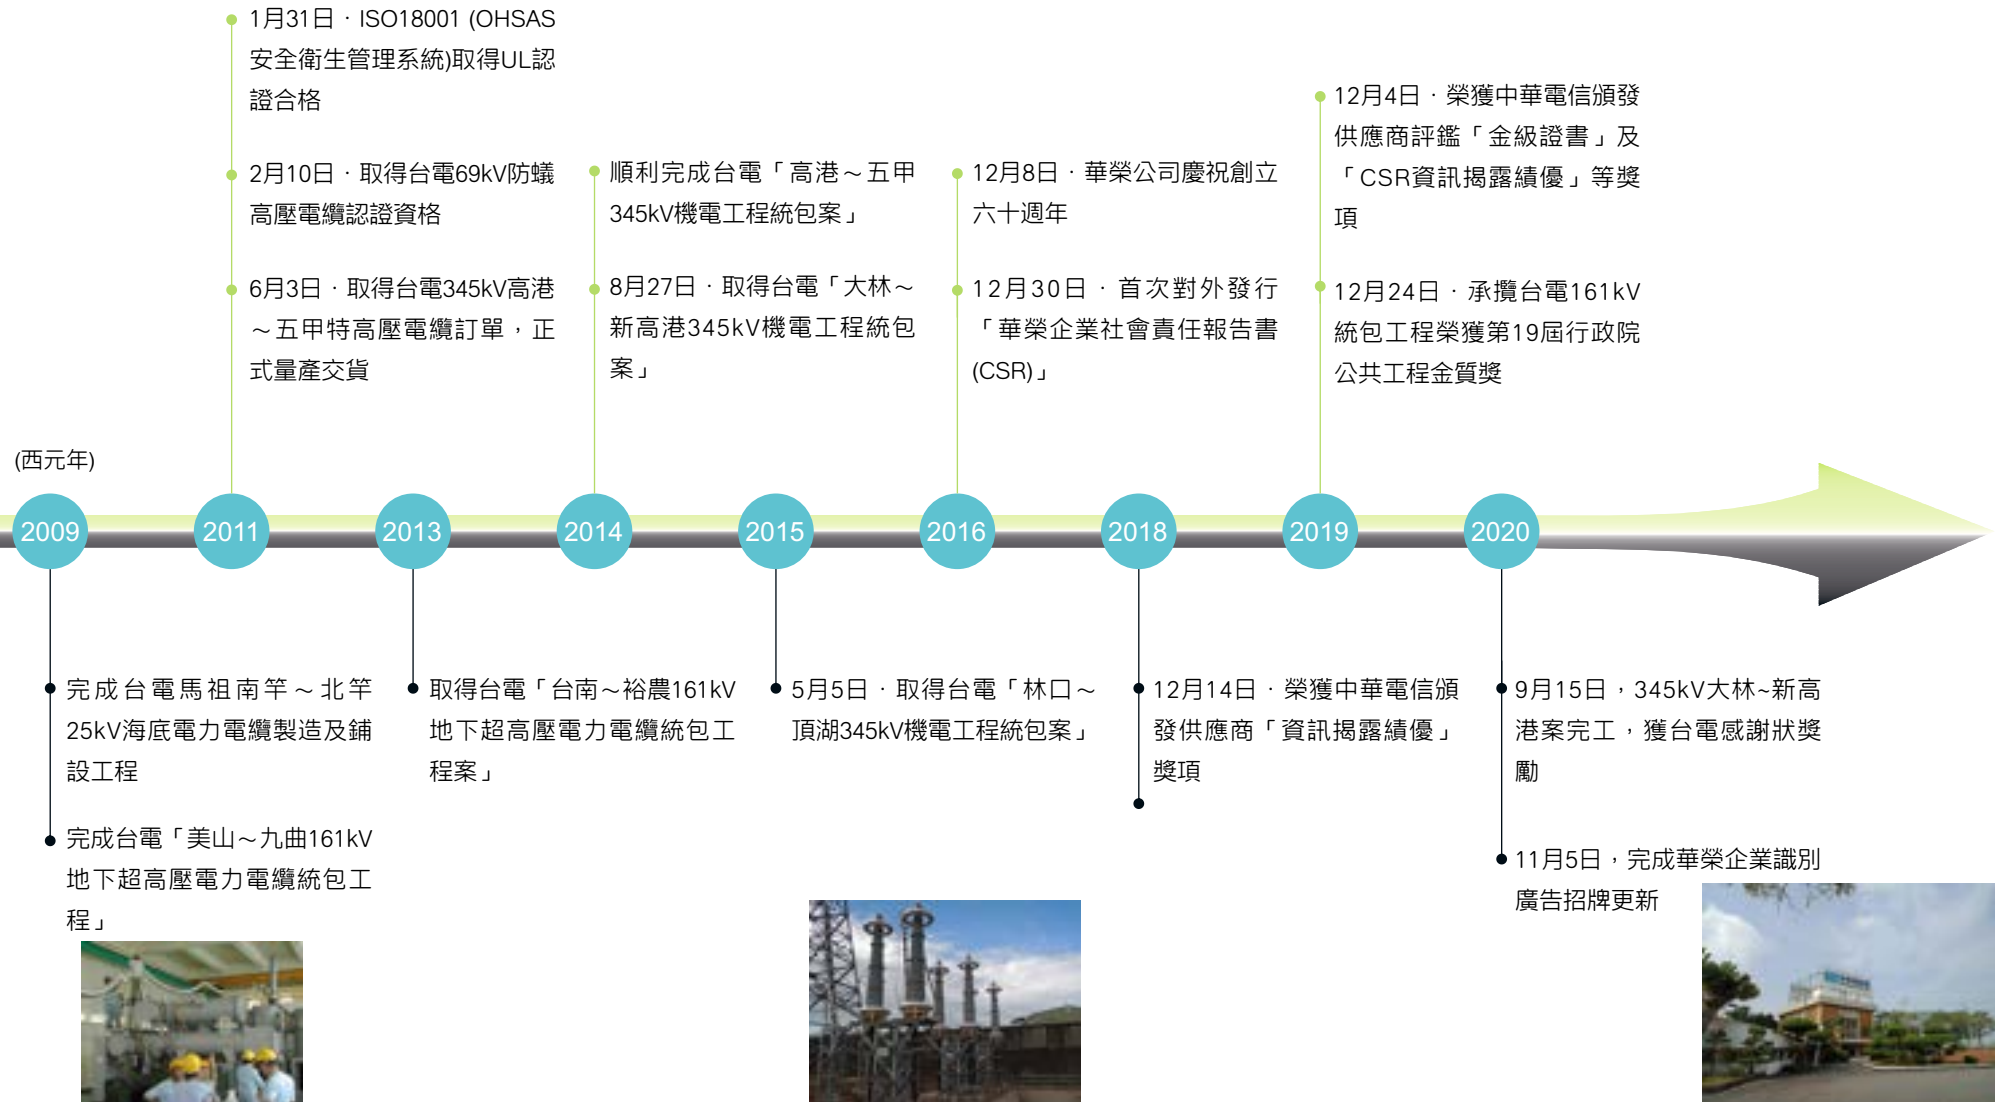 1月31日‧ISO18001 (OHSAS
安全衛生管理系統)取得UL認
證合格
2月10日‧取得台電69kV防蟻
高壓電纜認證資格
6月3日‧取得台電345kV高港
～五甲特高壓電纜訂單，正
式量產交貨
順利完成台電「高港～五甲
345kV機電工程統包案」
8月27日‧取得台電「大林～
新高港345kV機電工程統包
案」
12月8日‧華榮公司慶祝創立
六十週年
12月30日‧首次對外發行
「華榮企業社會責任報告書
(CSR)」
12月4日‧榮獲中華電信頒發
供應商評鑑「金級證書」及
「CSR資訊揭露績優」等獎
項
12月24日‧承攬台電161kV
統包工程榮獲第19屆行政院
公共工程金質獎
(西元年)
2009
2011
2013
2014
2015
2016
2018
2019
2020
完成台電馬祖南竿～北竿
25kV海底電力電纜製造及鋪
設工程
完成台電「美山～九曲161kV
地下超高壓電力電纜統包工
程」
取得台電「台南～裕農161kV
地下超高壓電力電纜統包工
程案」
5月5日‧取得台電「林口～
頂湖345kV機電工程統包案」
12月14日‧榮獲中華電信頒
發供應商「資訊揭露績優」
獎項
9月15日，345kV大林~新高
港案完工，獲台電感謝狀獎
勵
11月5日，完成華榮企業識別
廣告招牌更新